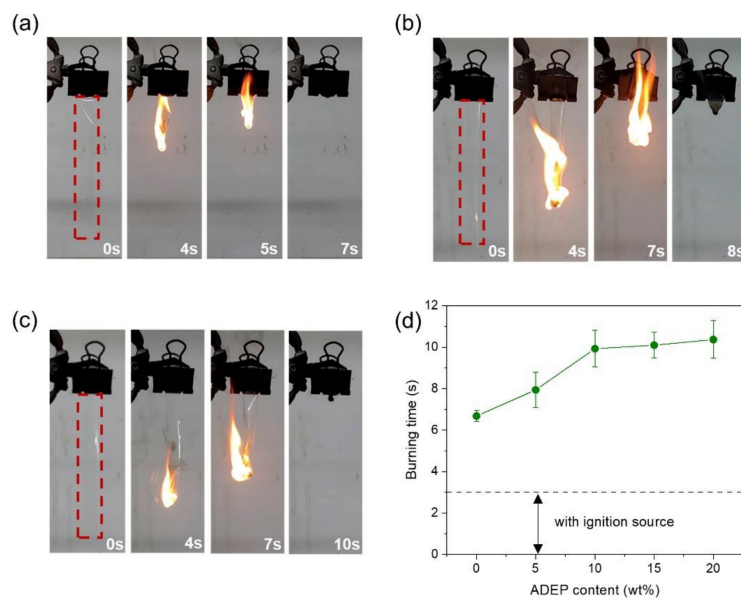 (a)
0s
4s
5s
7s
(b)
0s
4s
7s
8s
(c)
0s
4s
7s
10s
(d)
12
10
8
6
4
2
0
Burning time (s)
with ignition source
0
5
10
15
20
ADEP content (wt%)